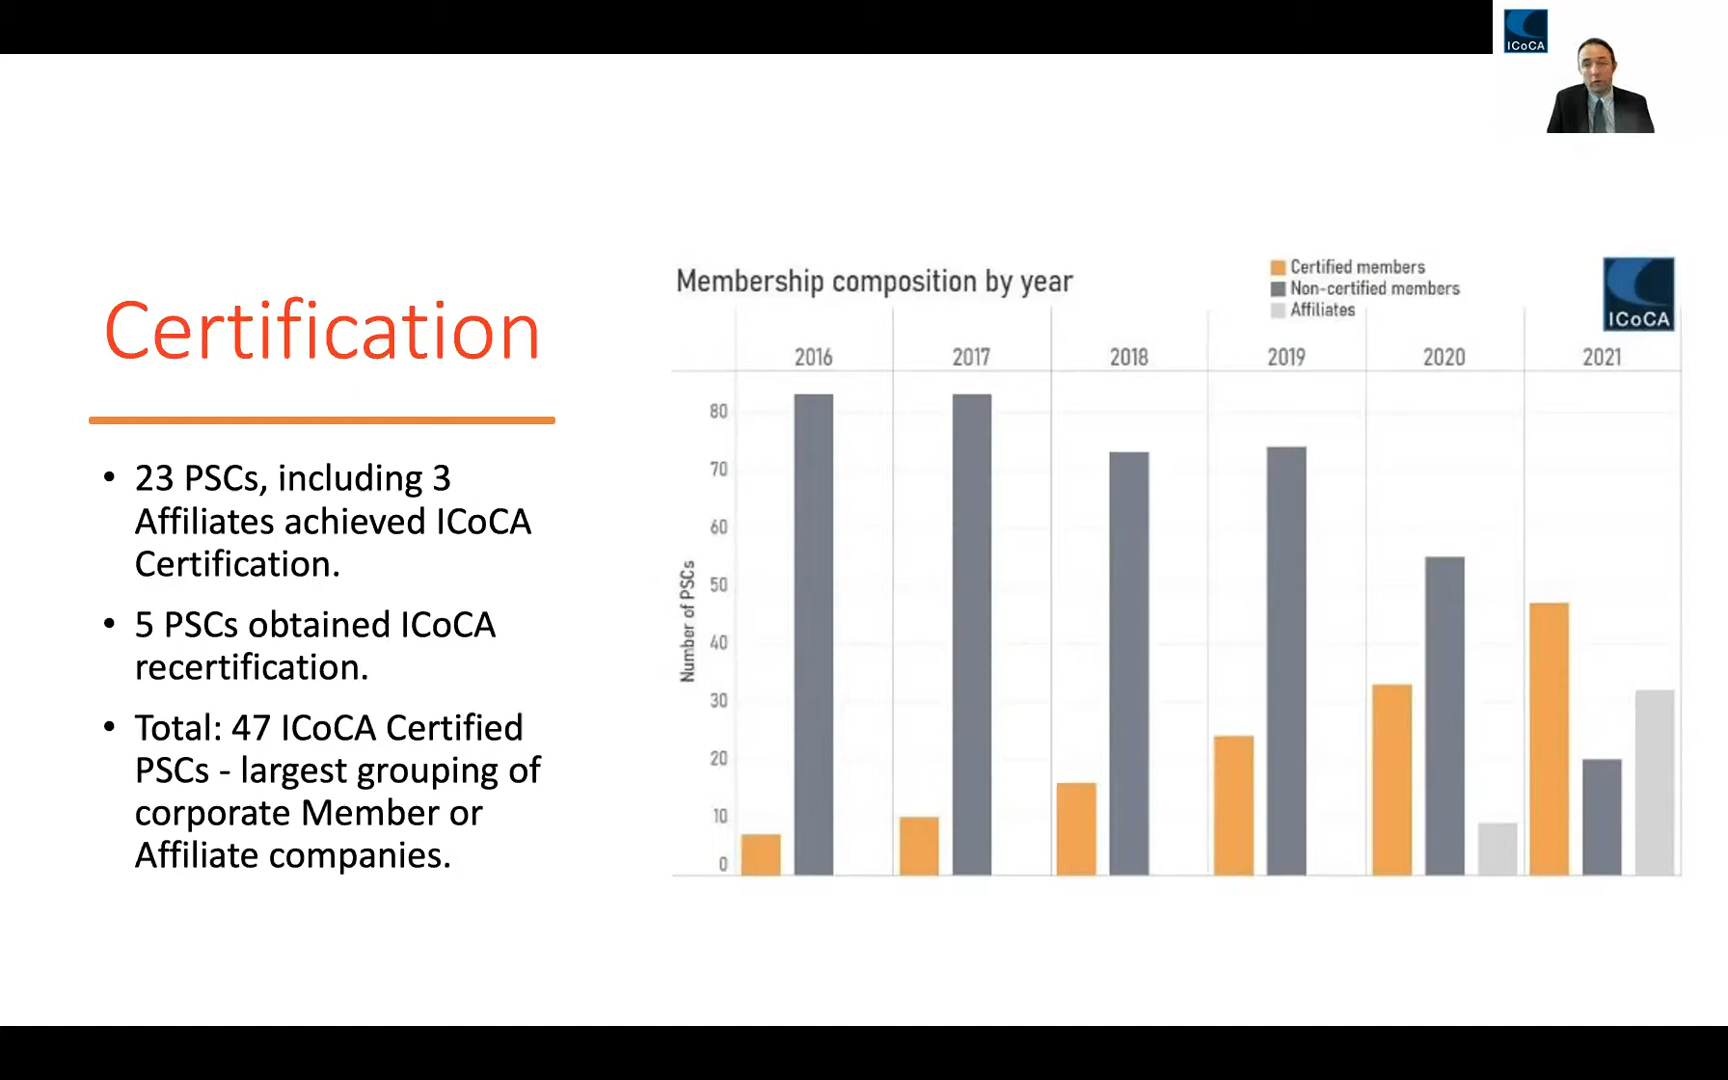 ICoCA
Certification
• 23 PSCs, including 3
Affiliates achieved ICoCA
Certification.
• 5 PSCs obtained ICoCA
recertification.
• Total: 47 ICoCA Certified
PSCs - largest grouping of
corporate Member or
Affiliate companies.
Membership composition by year
Certified members
Non-certified members
Affiliates
ICoCA
2016 2017 2018 2019 2020 2021
Number of PSCs
80
70
60
50
40
30
20
10
0